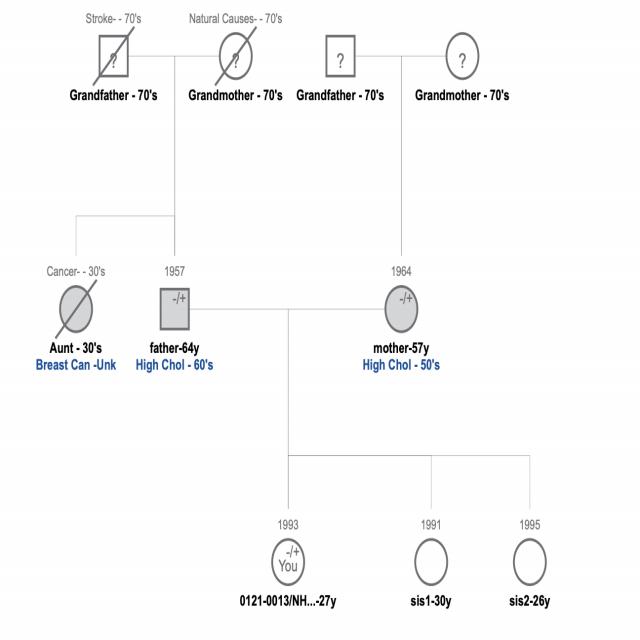 Stroke- - 70's
Natural Causes- - 70's
?
?
?
?
Grandfather - 70's
Grandmother - 70's
Grandfather - 70's
Grandmother - 70's
Cancer- - 30's
1957
1964
-/+
-/+
Aunt - 30's
father-64y
mother-57y
Breast Can -Unk
High Chol - 60's
High Chol - 50's
1993
1991
1995
-/+
You
0121-0013/NH...-27y
sis1-30y
sis2-26y